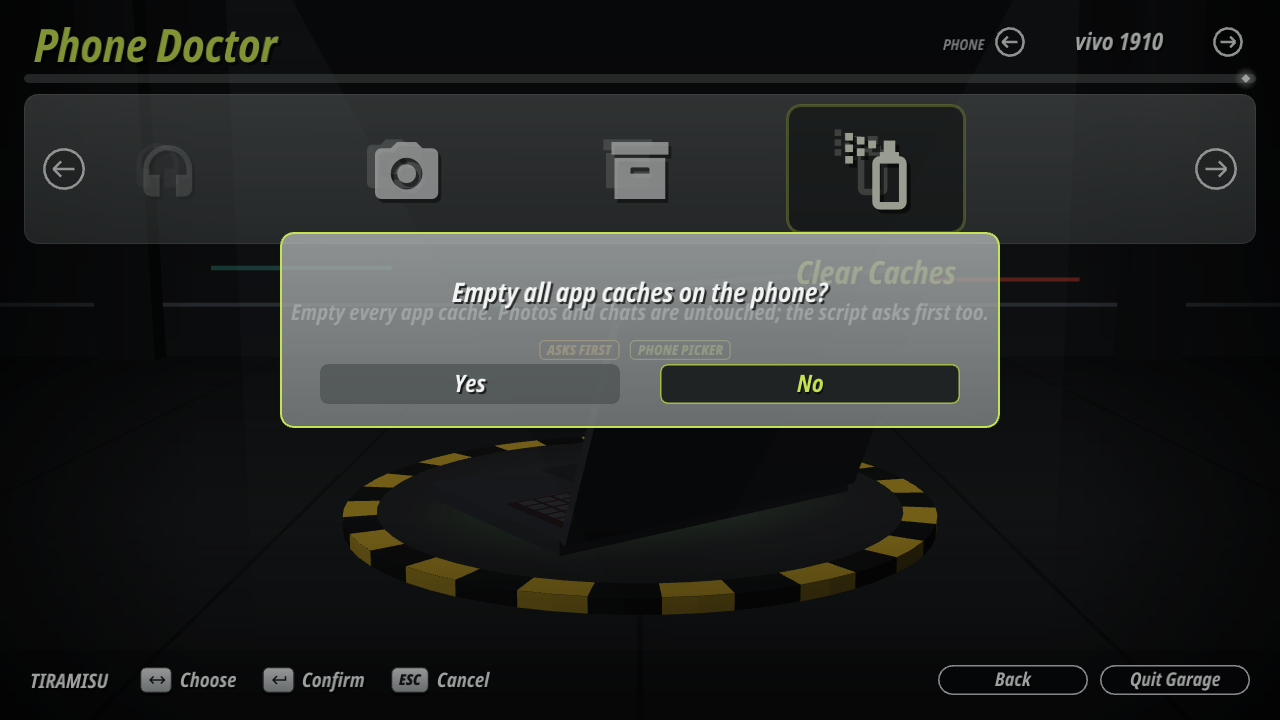 Phone Doctor
PHONE
vivo 1910
Clear Caches
Empty all app caches on the phone?
Empty every app cache. Photos and chats are untouched; the script asks first too.
ASKS FIRST
PHONE PICKER
Yes
No
TIRAMISU
Choose
Confirm
ESC
Cancel
Back
Quit Garage